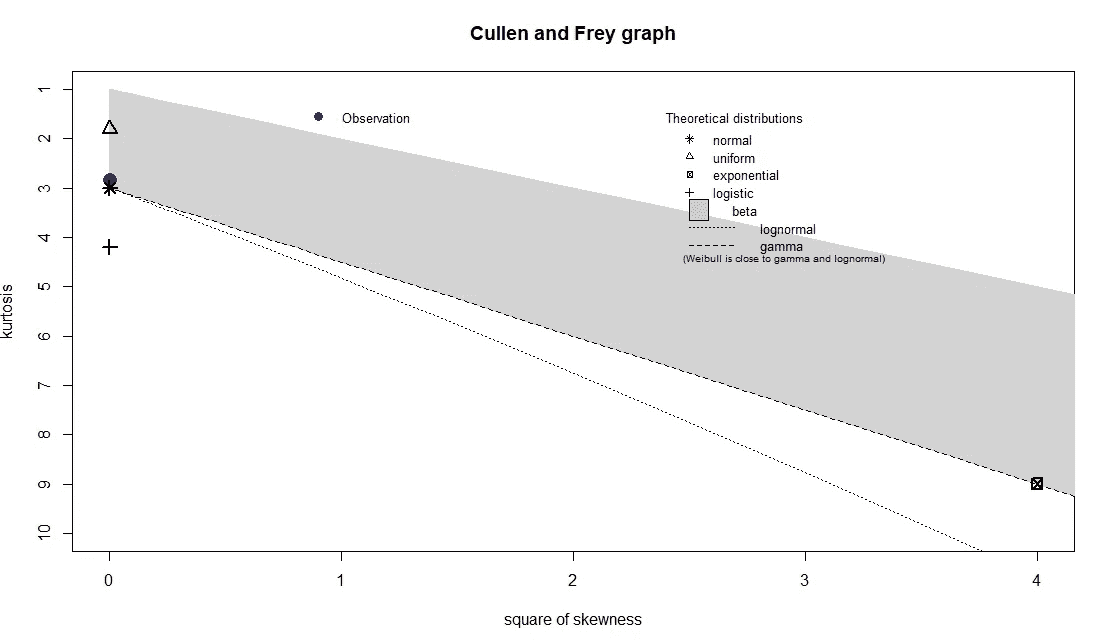 Cullen and Frey graph
Observation
Theoretical distributions
normal
uniform
exponential
logistic
beta
lognormal
gamma
(Weibull is close to gamma and lognormal)
kurtosis
1
2
3
4
5
6
7
8
9
10
0 1 2 3 4
square of skewness